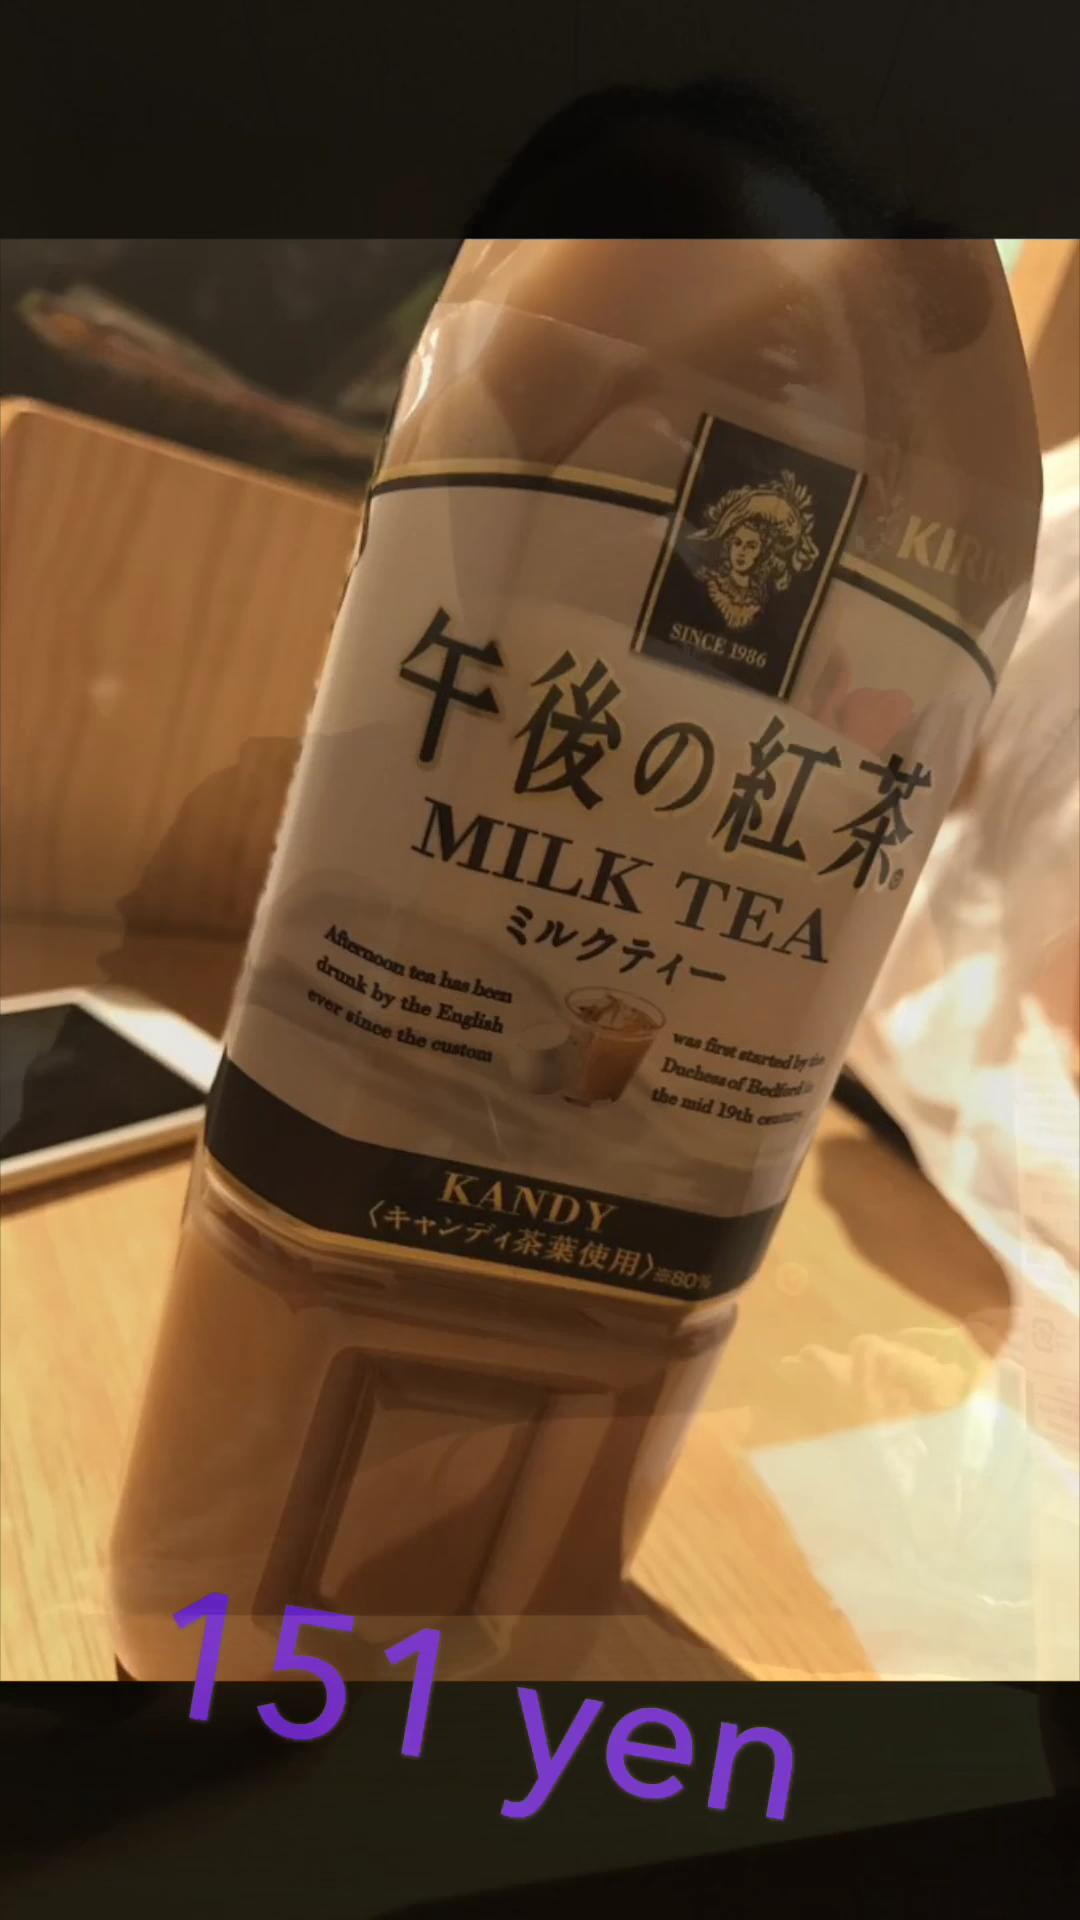 KIRIN
SINCE 1986
午後の紅茶®
MILK TEA
ミルクティー
Afternoon tea has been
drunk by the English
ever since the custom
was first started by the
Duchess of Bedford in
the mid 19th century.
KANDY
〈キャンディ茶葉使用〉※80%
151 yen